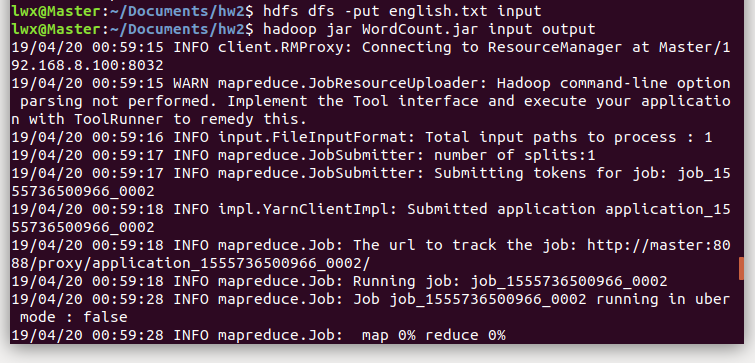 lwx@Master:~/Documents/hw2$ hdfs dfs -put english.txt input
lwx@Master:~/Documents/hw2$ hadoop jar WordCount.jar input output
19/04/20 00:59:15 INFO client.RMProxy: Connecting to ResourceManager at Master/1
92.168.8.100:8032
19/04/20 00:59:15 WARN mapreduce.JobResourceUploader: Hadoop command-line option
 parsing not performed. Implement the Tool interface and execute your applicatio
n with ToolRunner to remedy this.
19/04/20 00:59:16 INFO input.FileInputFormat: Total input paths to process : 1
19/04/20 00:59:17 INFO mapreduce.JobSubmitter: number of splits:1
19/04/20 00:59:17 INFO mapreduce.JobSubmitter: Submitting tokens for job: job_15
55736500966_0002
19/04/20 00:59:18 INFO impl.YarnClientImpl: Submitted application application_15
55736500966_0002
19/04/20 00:59:18 INFO mapreduce.Job: The url to track the job: http://master:80
88/proxy/application_1555736500966_0002/
19/04/20 00:59:18 INFO mapreduce.Job: Running job: job_1555736500966_0002
19/04/20 00:59:28 INFO mapreduce.Job: Job job_1555736500966_0002 running in uber
 mode : false
19/04/20 00:59:28 INFO mapreduce.Job:  map 0% reduce 0%